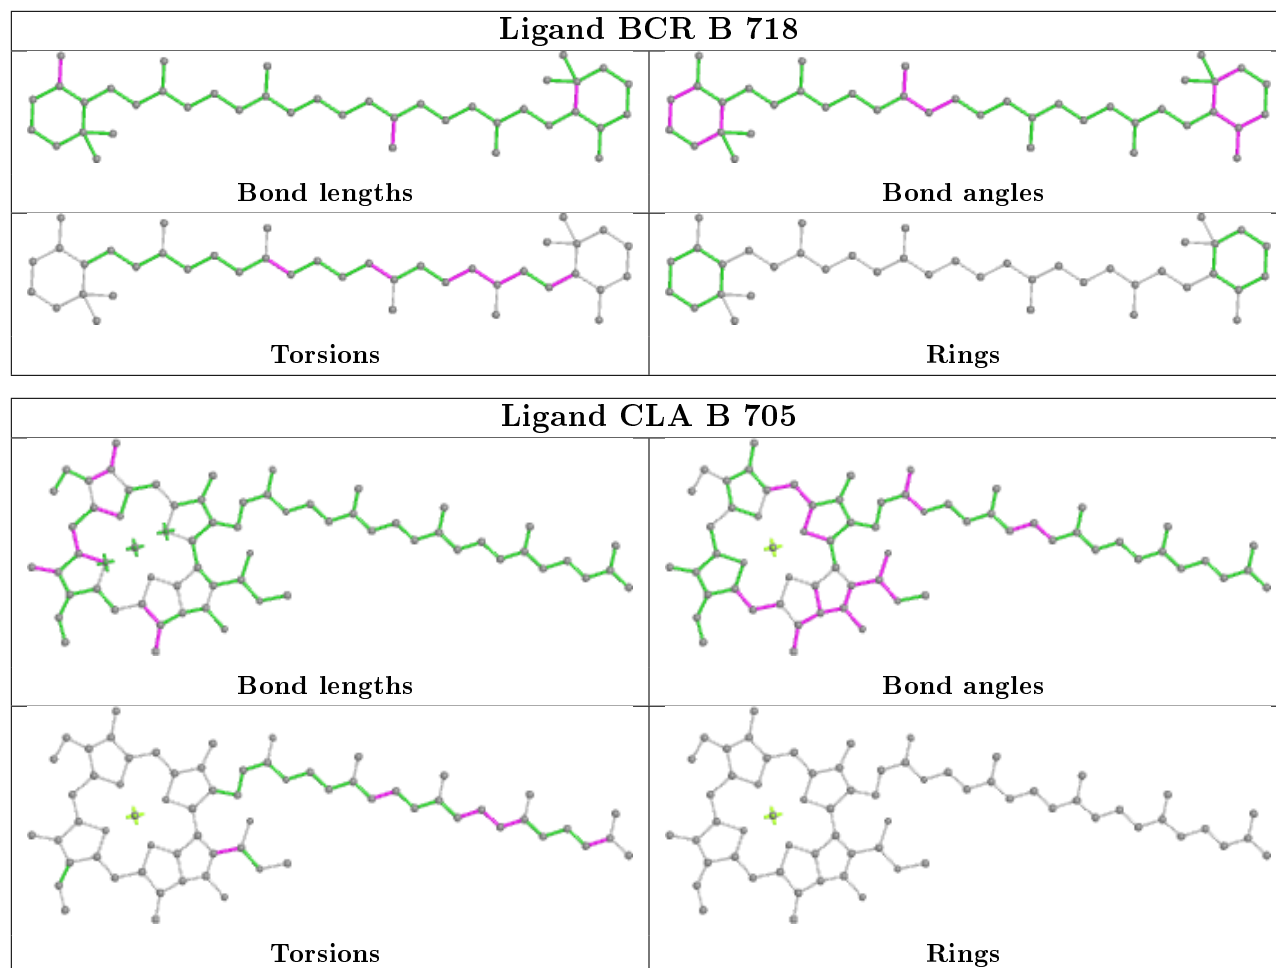 Ligand BCR B 718
Bond lengths
Bond angles
Torsions
Rings
Ligand CLA B 705
Bond lengths
Bond angles
Torsions
Rings